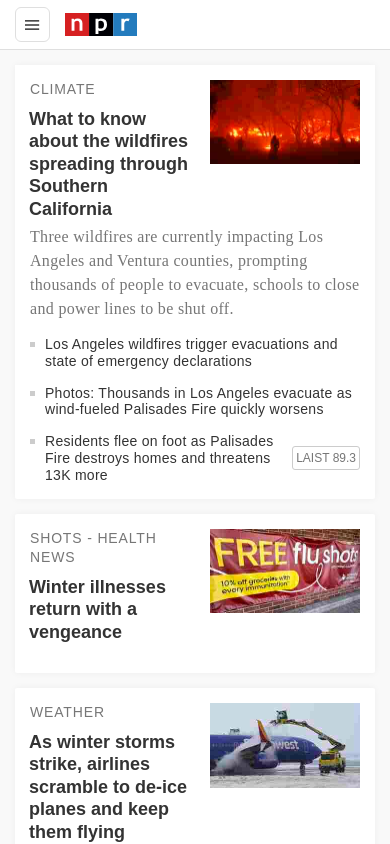 npr
CLIMATE
What to know
about the wildfires
spreading through
Southern
California
Three wildfires are currently impacting Los
Angeles and Ventura counties, prompting
thousands of people to evacuate, schools to close
and power lines to be shut off.
Los Angeles wildfires trigger evacuations and
state of emergency declarations
Photos: Thousands in Los Angeles evacuate as
wind-fueled Palisades Fire quickly worsens
Residents flee on foot as Palisades
Fire destroys homes and threatens
13K more
LAIST 89.3
SHOTS - HEALTH
NEWS
FREE flu shots
10% off groceries with
every immunization*
Winter illnesses
return with a
vengeance
WEATHER
As winter storms
strike, airlines
scramble to de-ice
planes and keep
them flying